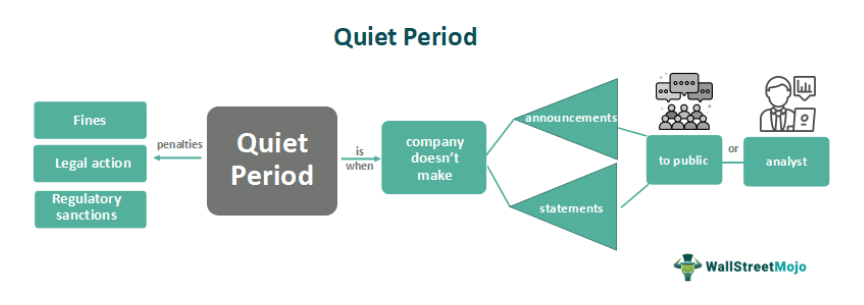 Quiet Period
Fines
Legal action
Regulatory
sanctions
penalties
Quiet
Period
is
when
company
doesn't
make
announcements
statements
to public
or
analyst
WallStreetMojo